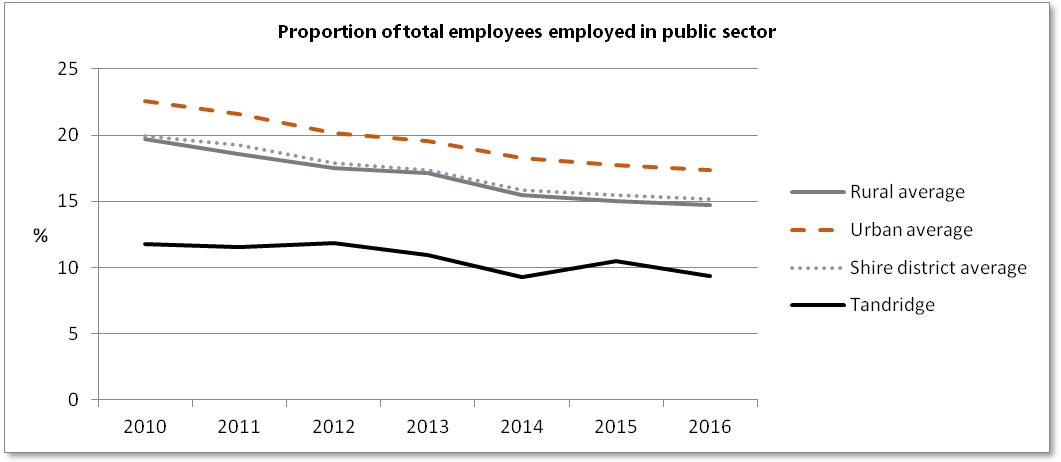 Proportion of total employees employed in public sector
25
20
15
10
5
0
%
2010 2011 2012 2013 2014 2015 2016
Rural average
Urban average
Shire district average
Tandridge